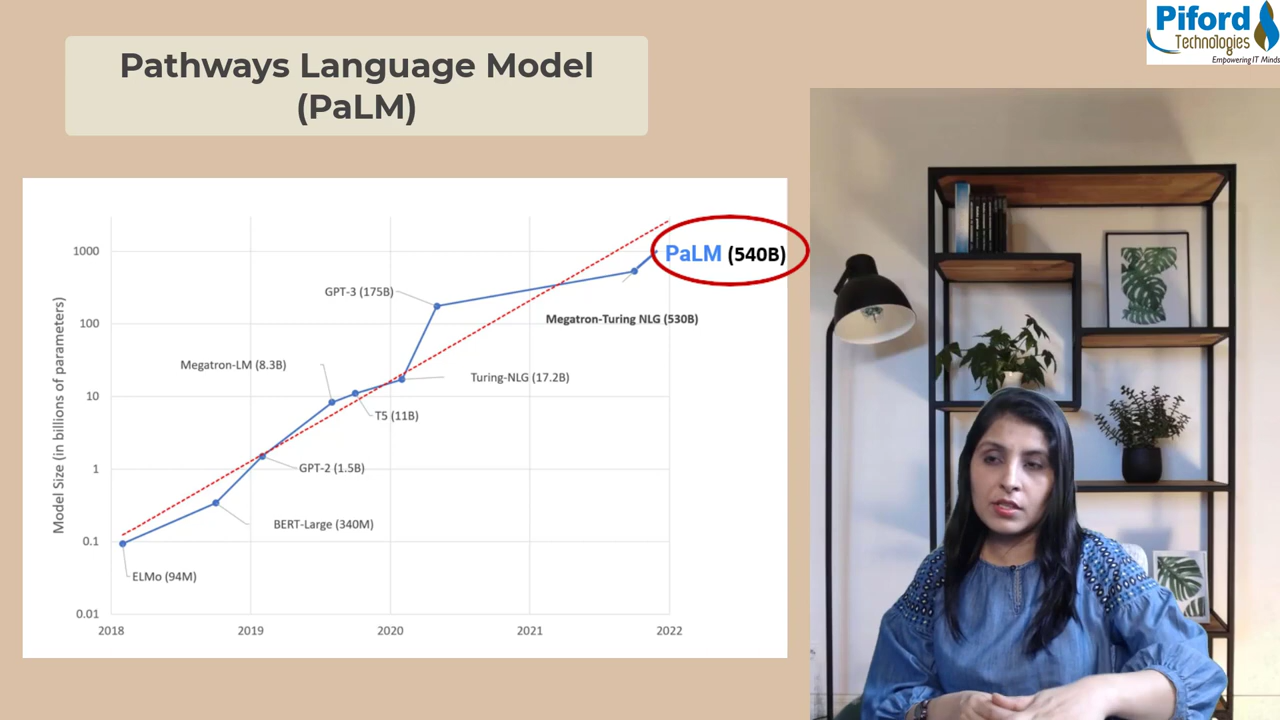 Pathways Language Model
(PaLM)
Piford
Technologies
Empowering IT Minds
Model Size (in billions of parameters)
1000
100
10
1
0.1
0.01
2018
2019
2020
2021
2022
PaLM (540B)
GPT-3 (175B)
Megatron-Turing NLG (530B)
Megatron-LM (8.3B)
Turing-NLG (17.2B)
T5 (11B)
GPT-2 (1.5B)
BERT-Large (340M)
ELMo (94M)